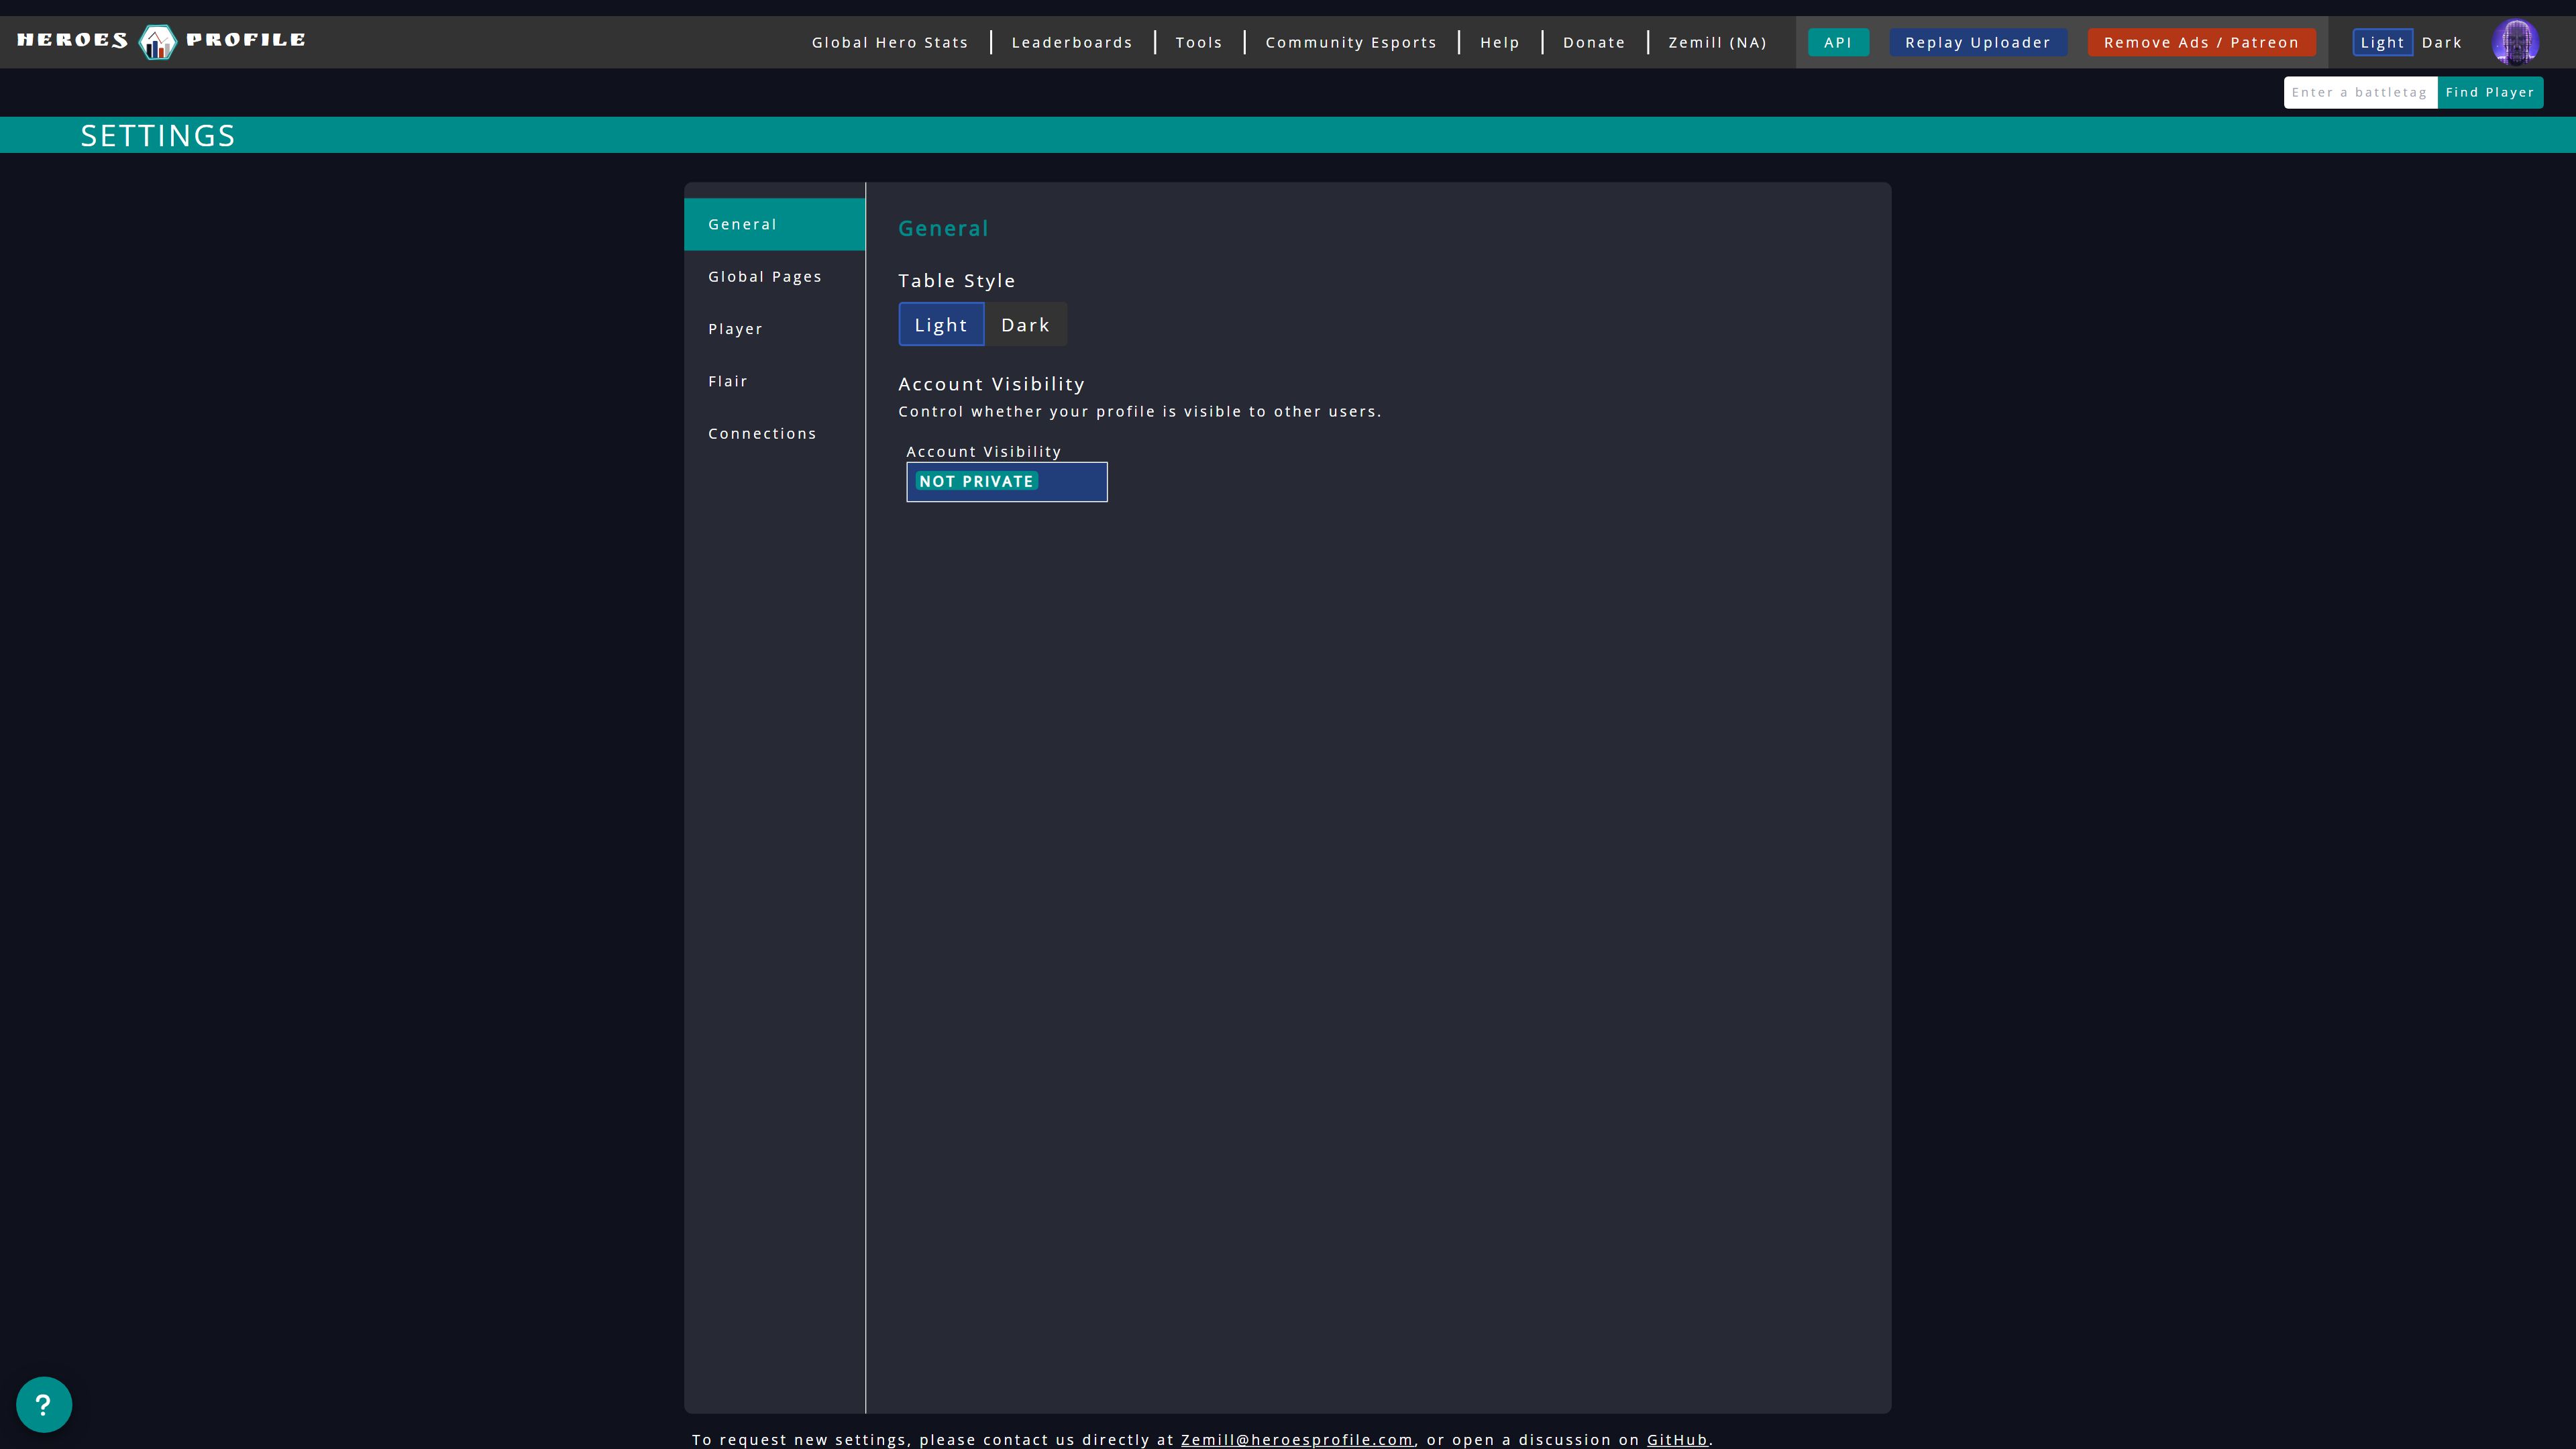 HEROES PROFILE
Global Hero Stats
Leaderboards
Tools
Community Esports
Help
Donate
Zemill (NA)
API
Replay Uploader
Remove Ads / Patreon
Light
Dark
Enter a battletag
Find Player
SETTINGS
General
Global Pages
Player
Flair
Connections
General
Table Style
Light
Dark
Account Visibility
Control whether your profile is visible to other users.
Account Visibility
NOT PRIVATE
?
To request new settings, please contact us directly at Zemill@heroesprofile.com, or open a discussion on GitHub.